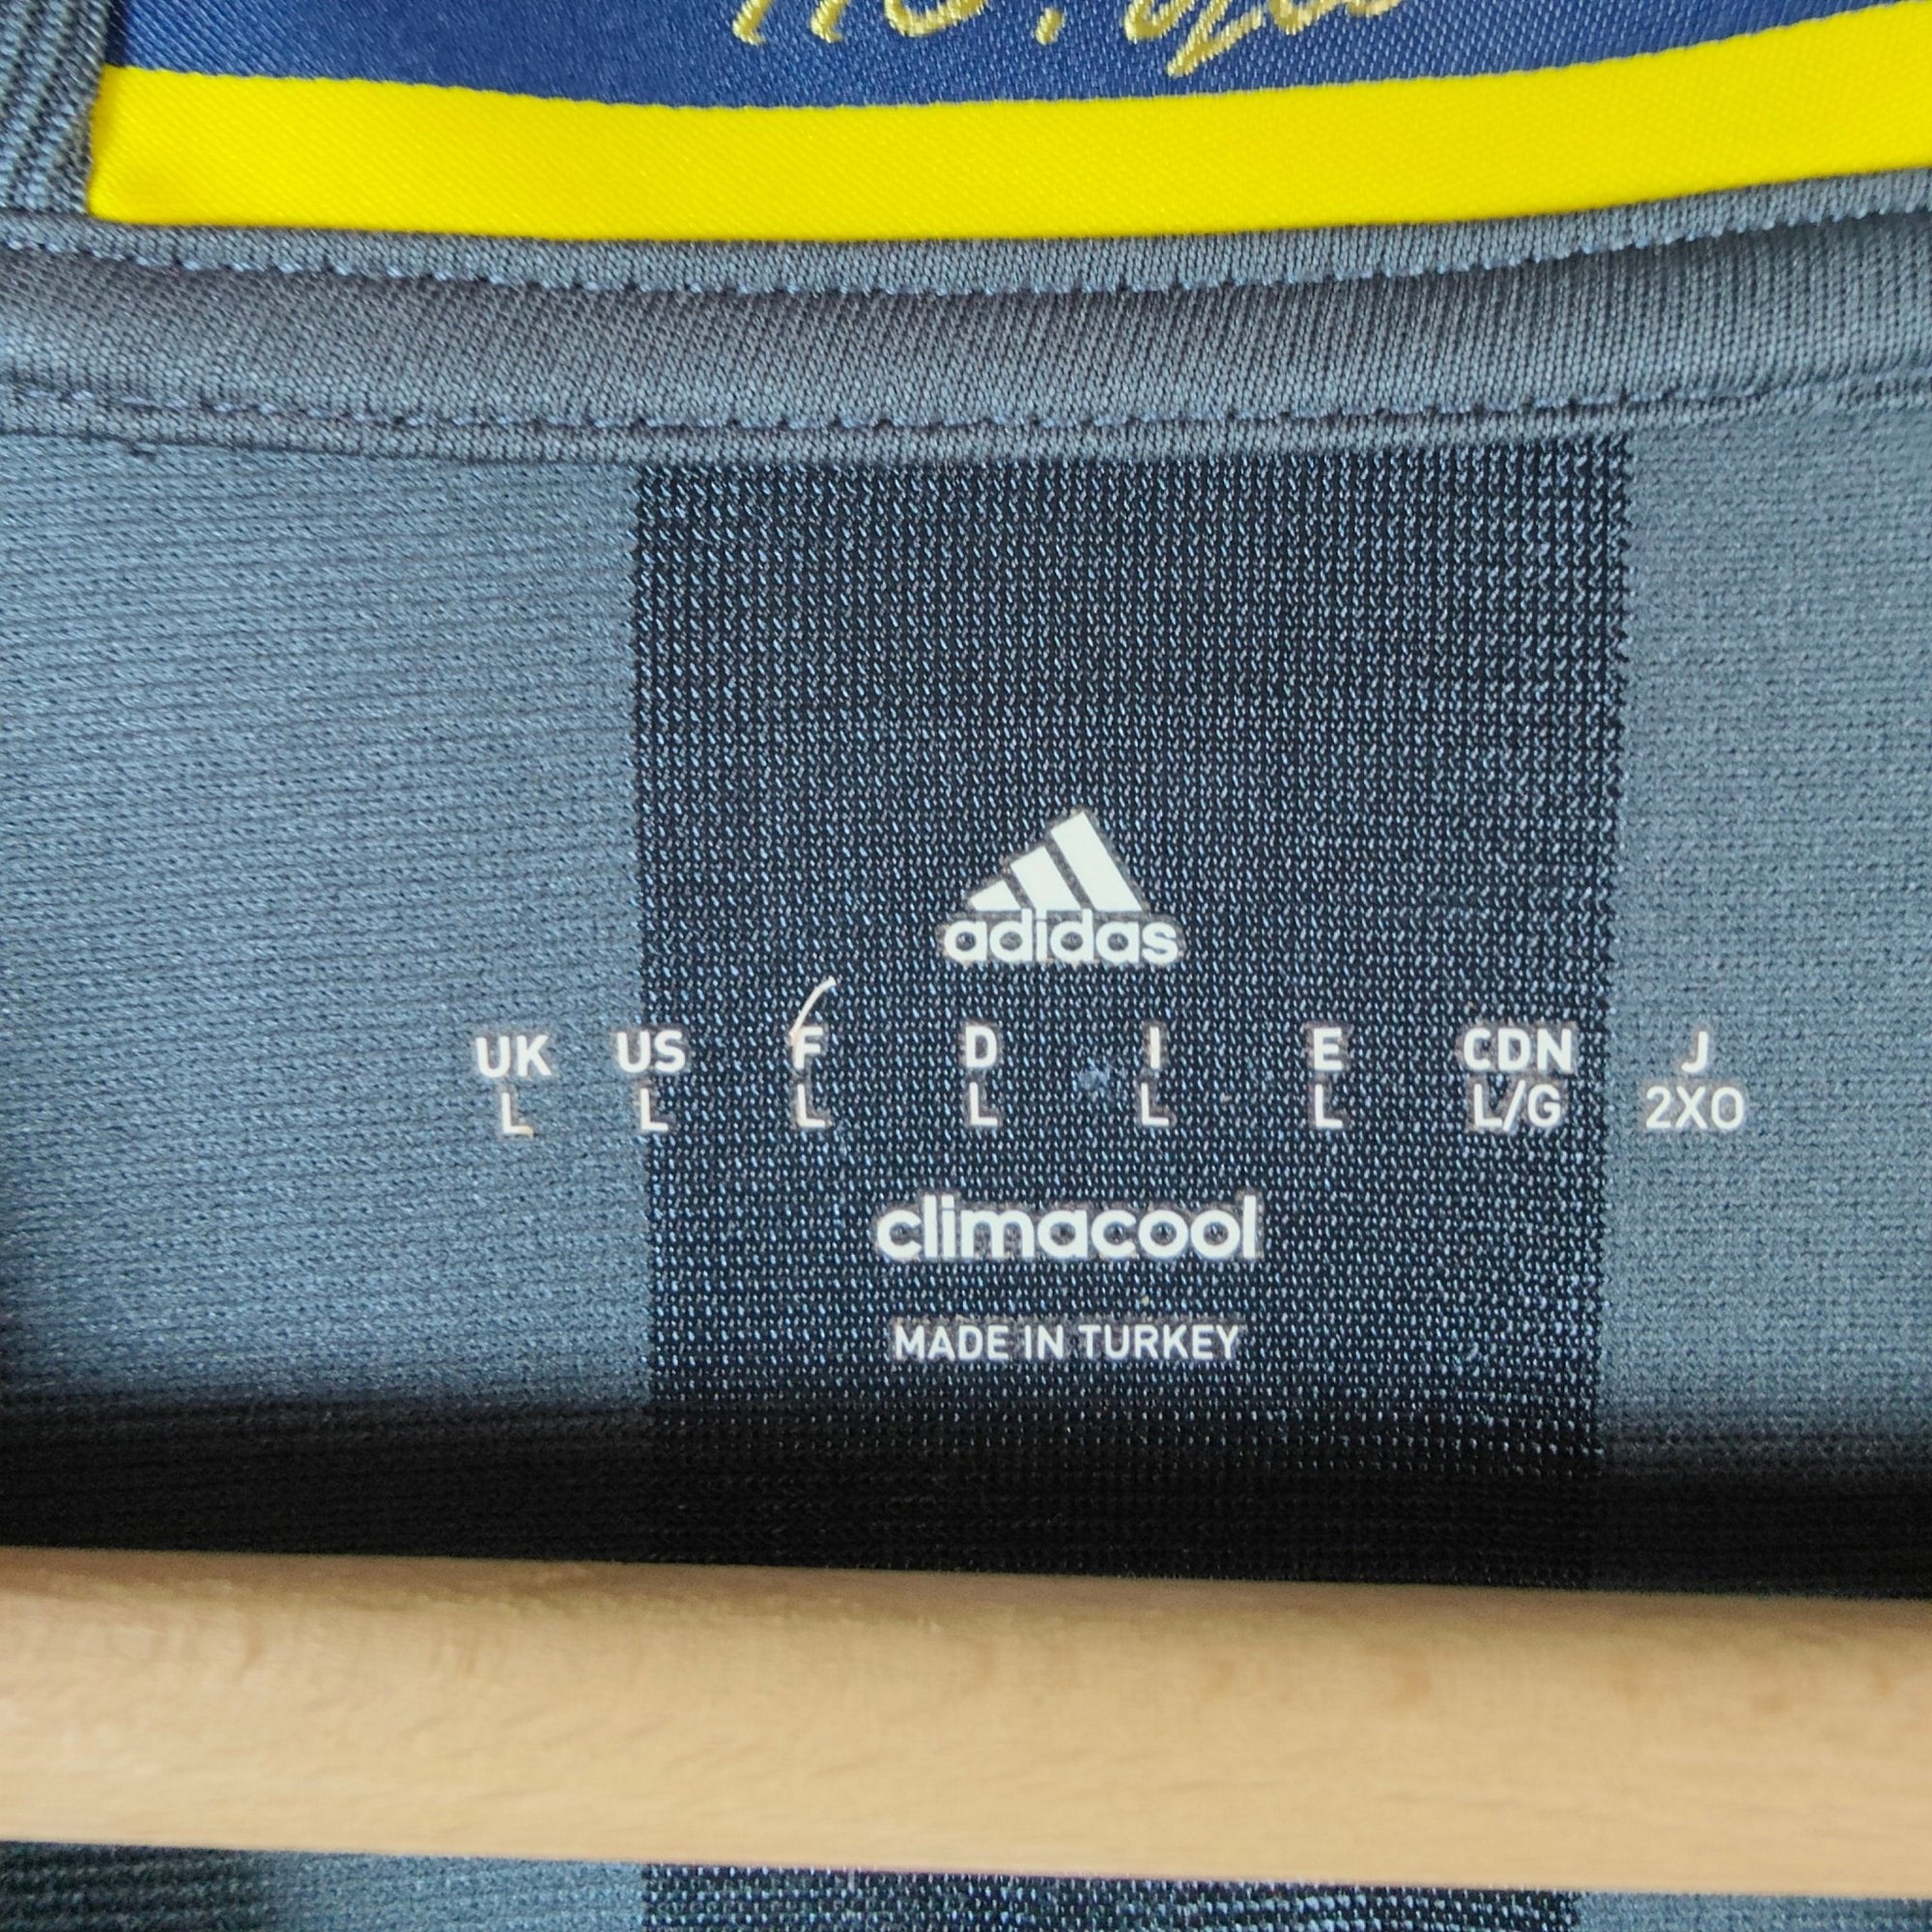 adidas
UK US F D I E CDN J
L L L L L L L/G 2XO
climacool
MADE IN TURKEY